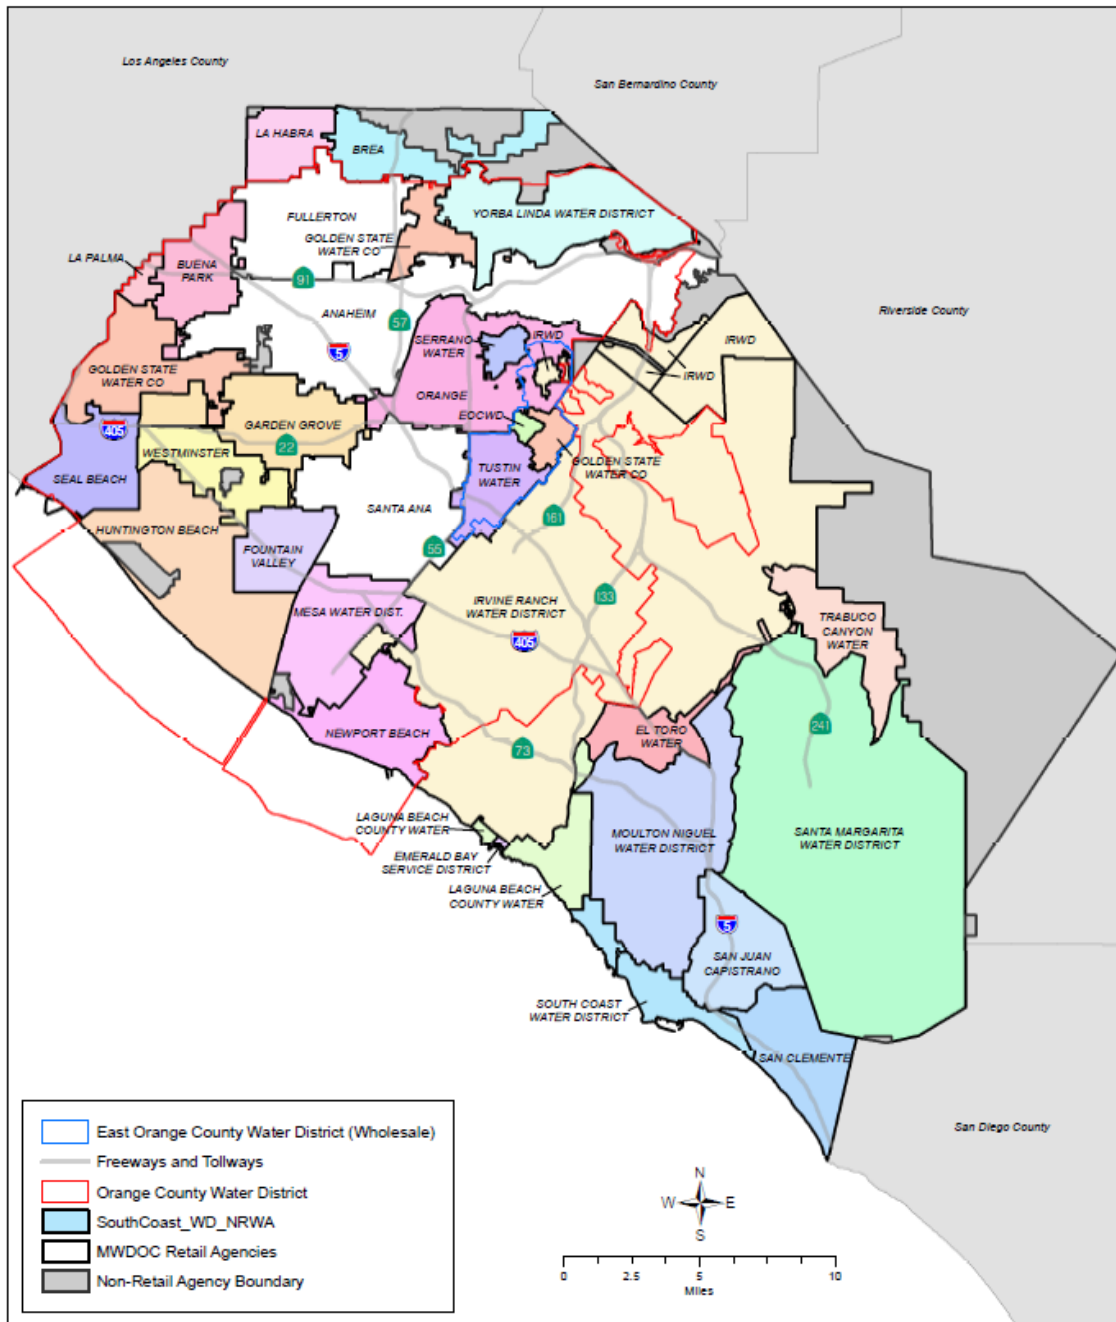 Los Angeles County
San Bernardino County
LA HABRA
BREA
FULLERTON
YORBA LINDA WATER DISTRICT
GOLDEN STATE
WATER CO
LA PALMA
BUENA
PARK
91
Riverside County
ANAHEIM
57
5
SERRANO
WATER
IRWD
IRWD
IRWD
GOLDEN STATE
WATER CO
ORANGE
EOCWD
405
GARDEN GROVE
22
WESTMINSTER
SEAL BEACH
TUSTIN
WATER
GOLDEN STATE
WATER CO
SANTA ANA
HUNTINGTON BEACH
161
FOUNTAIN
VALLEY
55
MESA WATER DIST.
IRVINE RANCH
WATER DISTRICT
133
405
TRABUCO
CANYON
WATER
NEWPORT BEACH
73
EL TORO
WATER
241
LAGUNA BEACH
COUNTY WATER
MOULTON NIGUEL
WATER DISTRICT
SANTA MARGARITA
WATER DISTRICT
EMERALD BAY
SERVICE DISTRICT
LAGUNA BEACH
COUNTY WATER
5
SAN JUAN
CAPISTRANO
SOUTH COAST
WATER DISTRICT
SAN CLEMENTE
San Diego County
East Orange County Water District (Wholesale)
Freeways and Tollways
Orange County Water District
SouthCoast_WD_NRWA
MWDOC Retail Agencies
Non-Retail Agency Boundary
N
W E
S
0 2.5 5 10
Miles